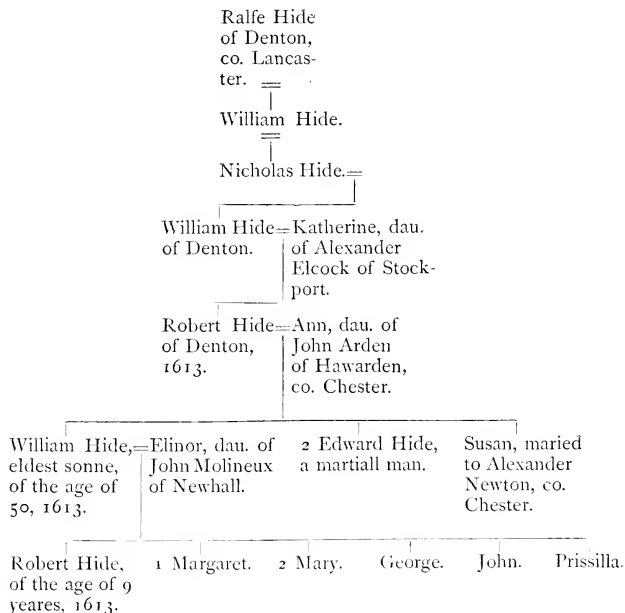 Ralfe Hide
of Denton,
co. Lancas-
ter.
William Hide.
Nicholas Hide.
William Hide
of Denton.
Katherine, dau.
of Alexander
Elcock of Stock-
port.
Robert Hide
of Denton,
1613.
Ann, dau. of
John Arden
of Hawarden,
co. Chester.
William Hide,
eldest sonne,
of the age of
50, 1613.
Elinor, dau. of
John Molineux
of Newhall.
2 Edward Hide,
a martiall man.
Susan, maried
to Alexander
Newton, co.
Chester.
Robert Hide,
of the age of 9
yeares, 1613.
1 Margaret.
2 Mary.
George.
John.
Prissilla.